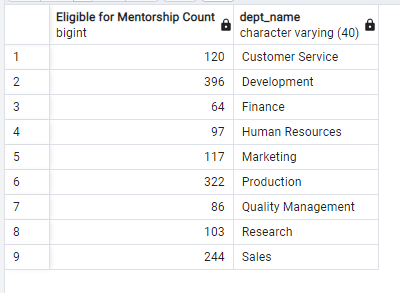 Eligible for Mentorship Count dept_name
bigint character varying (40)
1 120 Customer Service
2 396 Development
3 64 Finance
4 97 Human Resources
5 117 Marketing
6 322 Production
7 86 Quality Management
8 103 Research
9 244 Sales